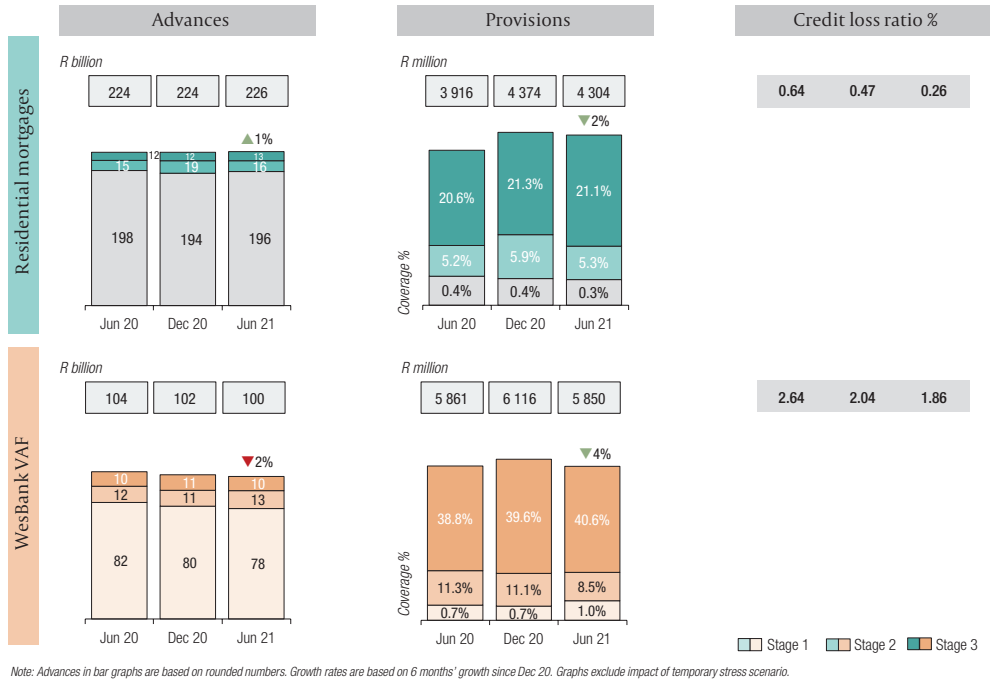 Advances
Provisions
Credit loss ratio %
Residential mortgages
R billion
224 224 226
▲1%
12 12 13
15 19 16
198 194 196
Jun 20 Dec 20 Jun 21
R million
3 916 4 374 4 304
▼2%
Coverage %
20.6% 21.3% 21.1%
5.2% 5.9% 5.3%
0.4% 0.4% 0.3%
Jun 20 Dec 20 Jun 21
0.64 0.47 0.26
WesBank VAF
R billion
104 102 100
▼2%
10 11 10
12 11 13
82 80 78
Jun 20 Dec 20 Jun 21
R million
5 861 6 116 5 850
▼4%
Coverage %
38.8% 39.6% 40.6%
11.3% 11.1% 8.5%
0.7% 0.7% 1.0%
Jun 20 Dec 20 Jun 21
2.64 2.04 1.86
Stage 1 Stage 2 Stage 3
Note: Advances in bar graphs are based on rounded numbers. Growth rates are based on 6 months' growth since Dec 20. Graphs exclude impact of temporary stress scenario.